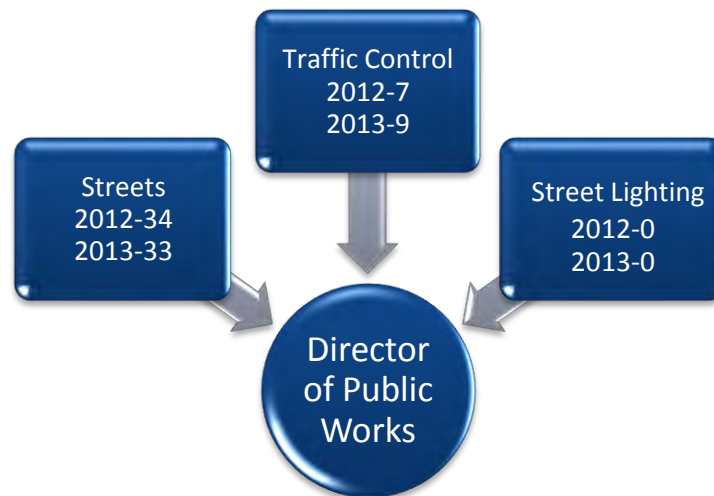 Traffic Control
2012-7
2013-9
Streets
2012-34
2013-33
Street Lighting
2012-0
2013-0
Director
of Public
Works